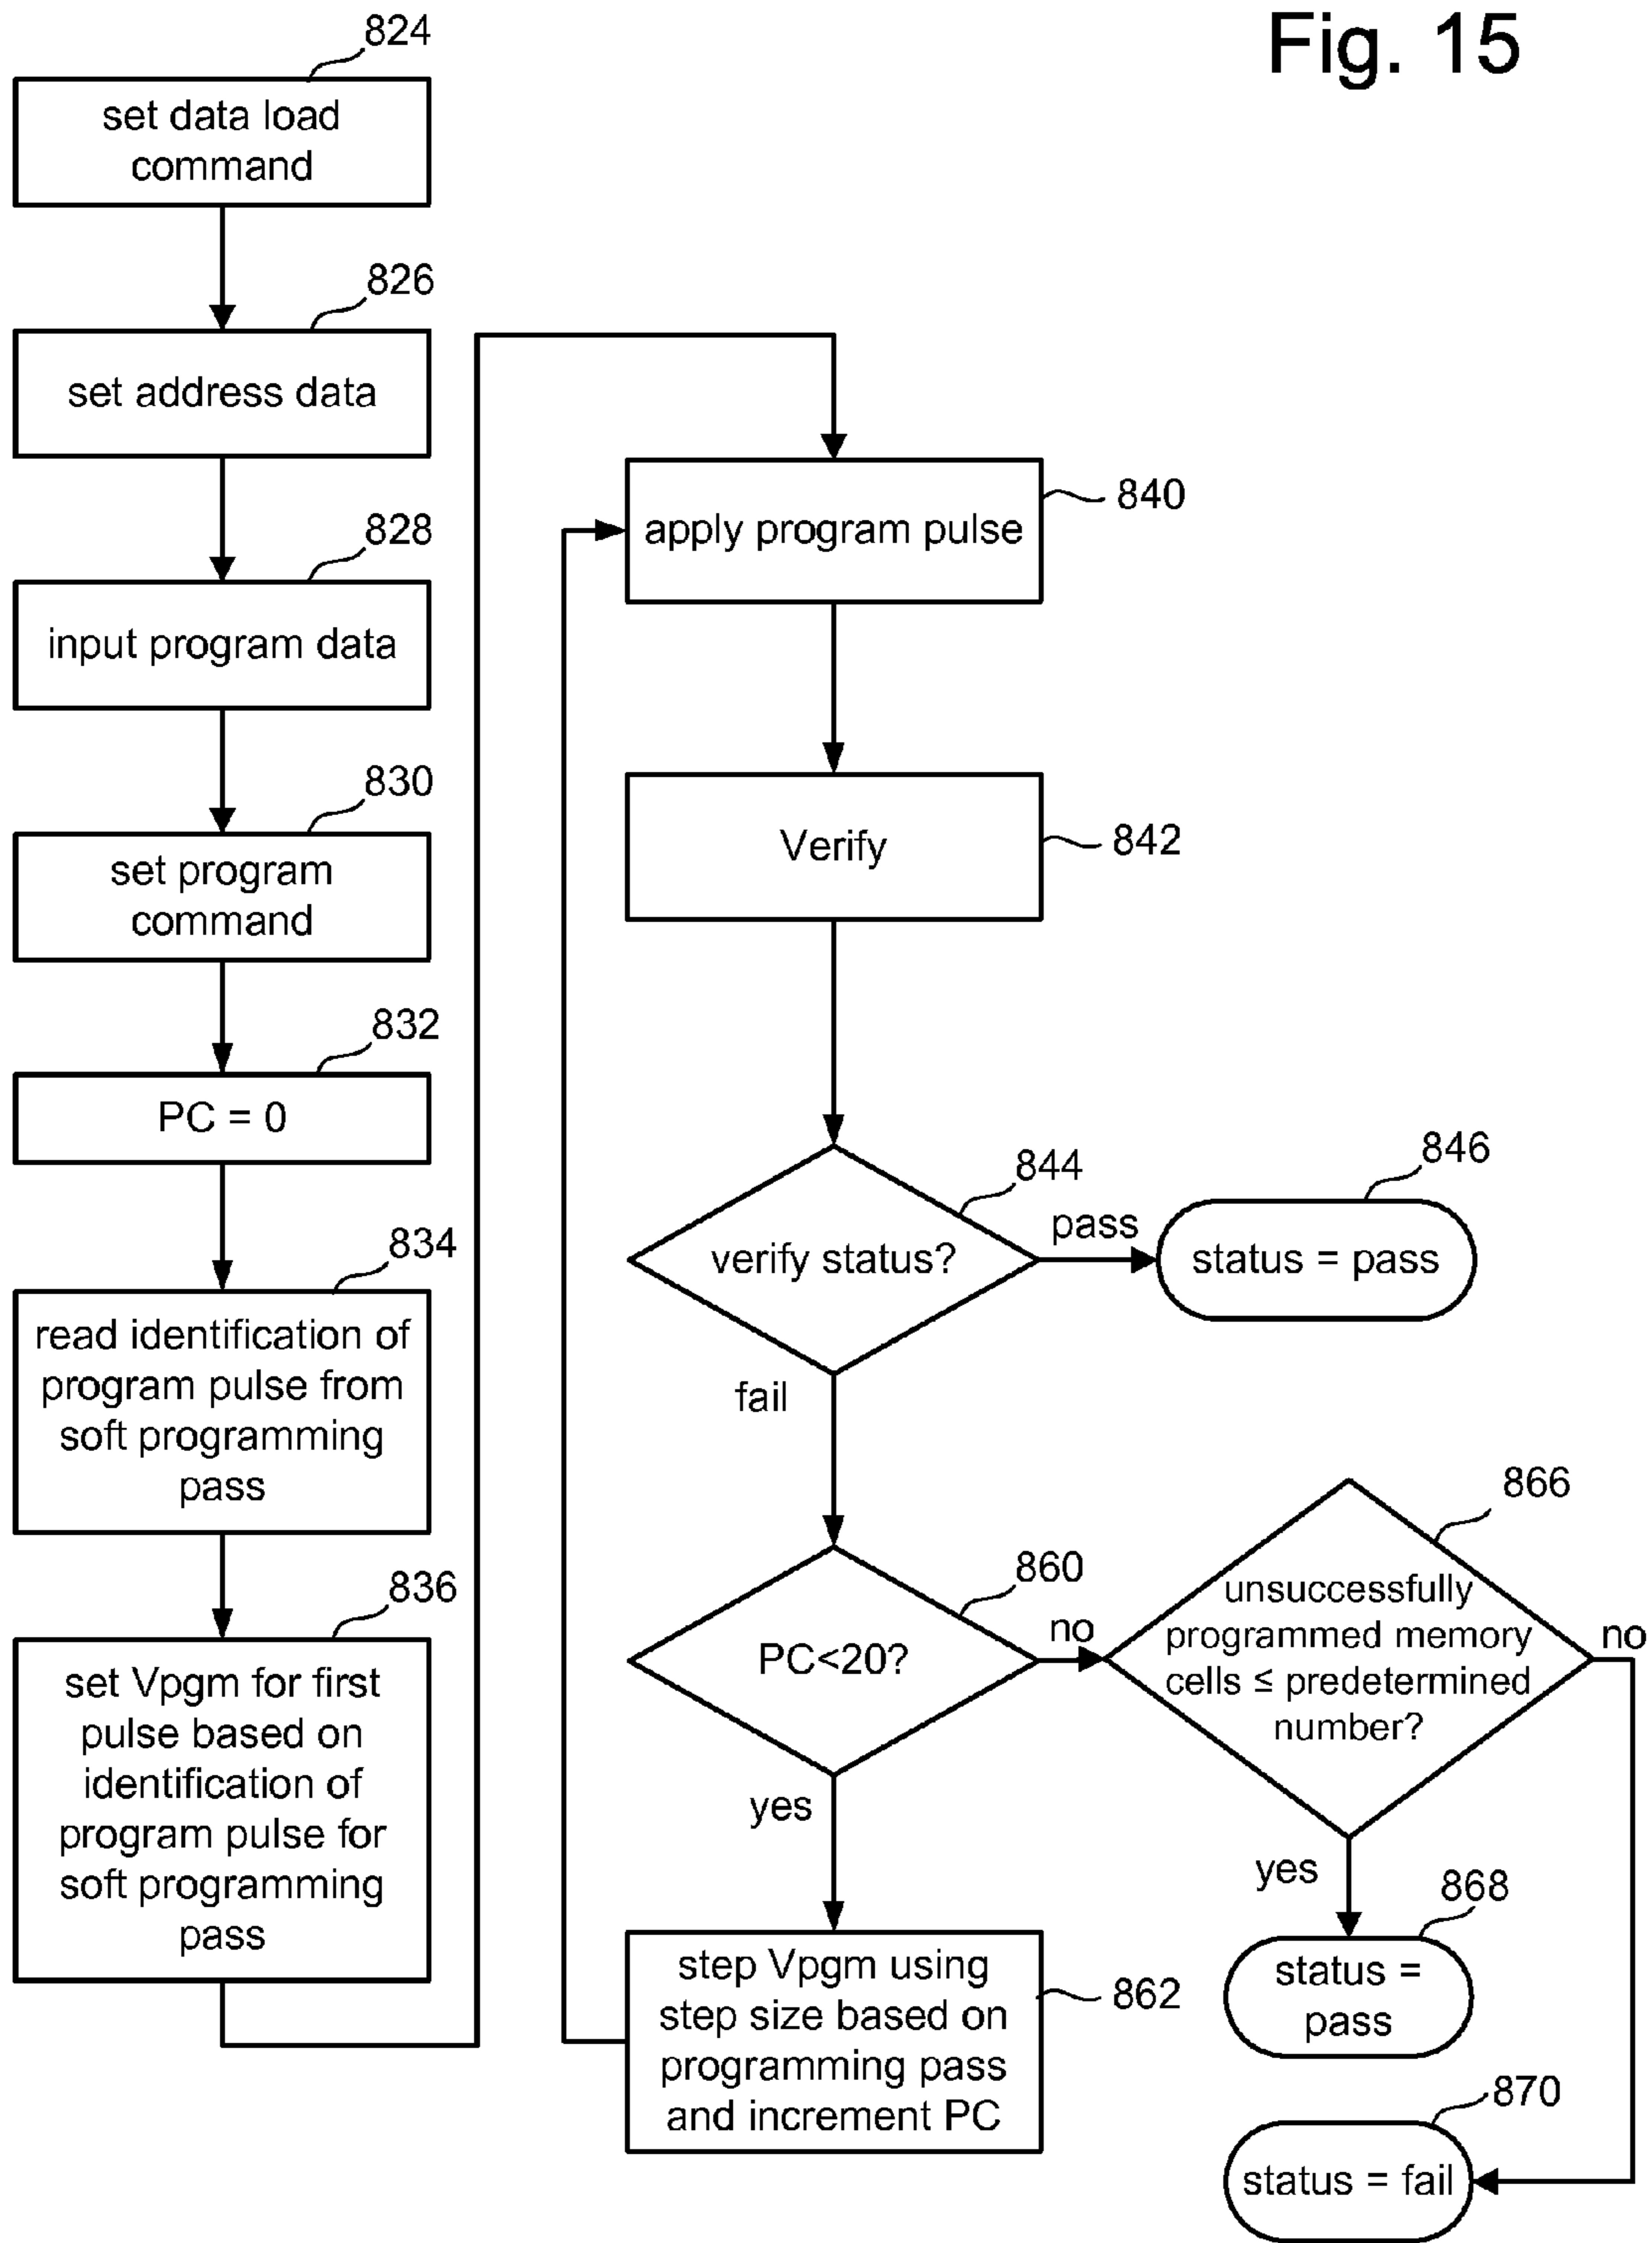 Fig. 15
824
set data load
command
826
set address data
828
input program data
830
set program
command
832
PC = 0
834
read identification of
program pulse from
soft programming
pass
836
set Vpgm for first
pulse based on
identification of
program pulse for
soft programming
pass
840
apply program pulse
842
Verify
844
verify status?
pass
846
status = pass
fail
860
PC<20?
no
866
unsuccessfully
programmed memory
cells ≤ predetermined
number?
no
yes
yes
868
status =
pass
862
step Vpgm using
step size based on
programming pass
and increment PC
870
status = fail